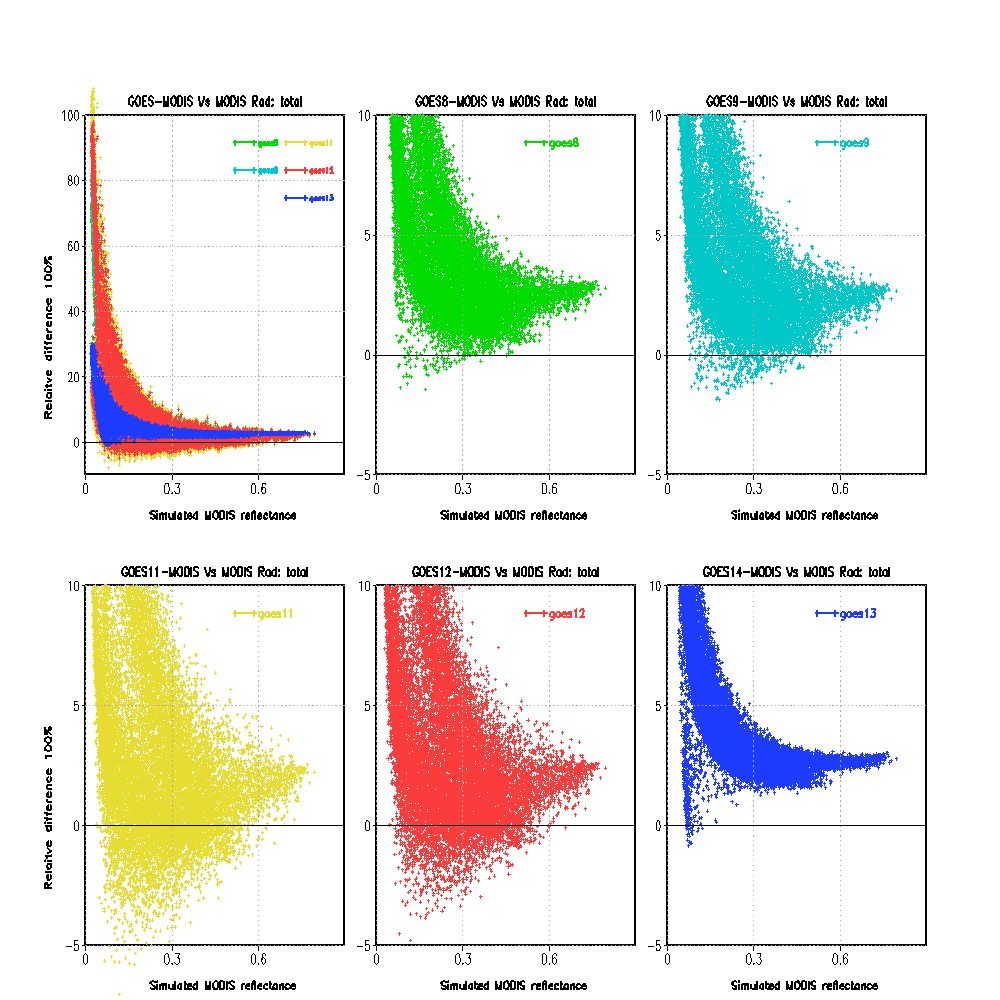 GOES-MODIS Vs MODIS Rad: total
GOES8-MODIS Vs MODIS Rad: total
GOES9-MODIS Vs MODIS Rad: total
Relaitve difference 100%
100
80
60
40
20
0
goes8 goes11
goes9 goes12
goes13
0 0.3 0.6
Simulated MODIS reflectance
10
5
0
-5
goes8
0 0.3 0.6
Simulated MODIS reflectance
10
5
0
-5
goes9
0 0.3 0.6
Simulated MODIS reflectance
GOES11-MODIS Vs MODIS Rad: total
GOES12-MODIS Vs MODIS Rad: total
GOES14-MODIS Vs MODIS Rad: total
Relaitve difference 100%
10
5
0
-5
goes11
0 0.3 0.6
Simulated MODIS reflectance
10
5
0
-5
goes12
0 0.3 0.6
Simulated MODIS reflectance
10
5
0
-5
goes13
0 0.3 0.6
Simulated MODIS reflectance